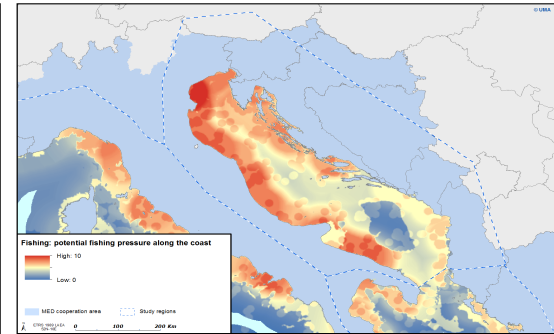 © UMA
Fishing: potential fishing pressure along the coast
High: 10
Low: 0
MED cooperation area
Study regions
0 100 200 Km